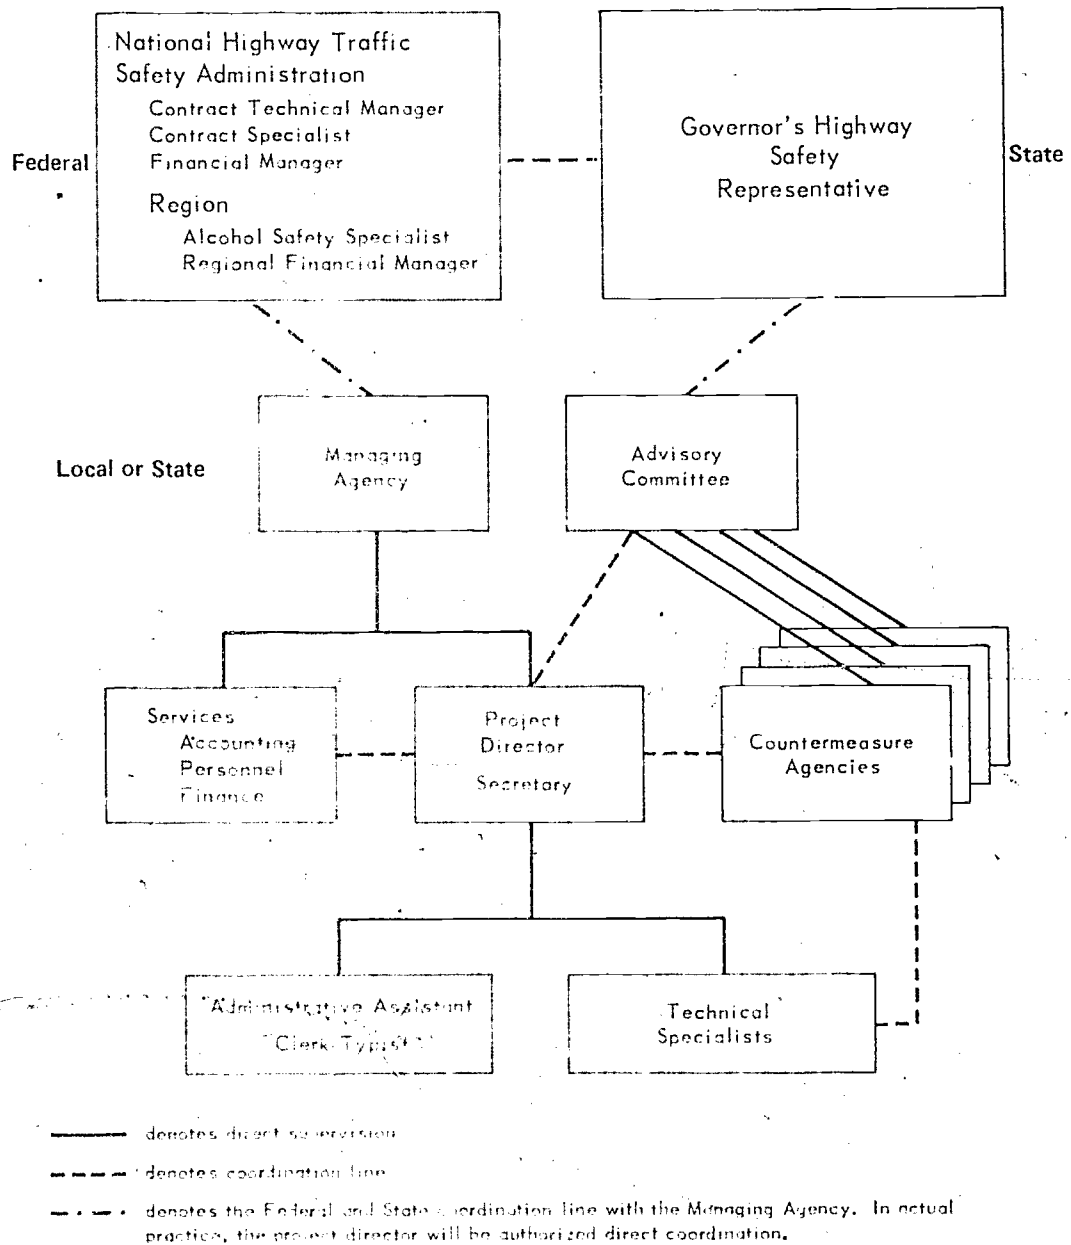 National Highway Traffic
Safety Administration
Contract Technical Manager
Contract Specialist
Financial Manager
Region
Alcohol Safety Specialist
Regional Financial Manager
Federal
Governor's Highway
Safety
Representative
State
Local or State
Managing
Agency
Advisory
Committee
Services
Accounting
Personnel
Finance
Project
Director
Secretary
Countermeasure
Agencies
Administrative Assistant
Clerk-Typist
Technical
Specialists
denotes direct supervision
denotes coordination line
denotes the Federal and State coordination line with the Managing Agency. In actual
practice, the project director will be authorized direct coordination.